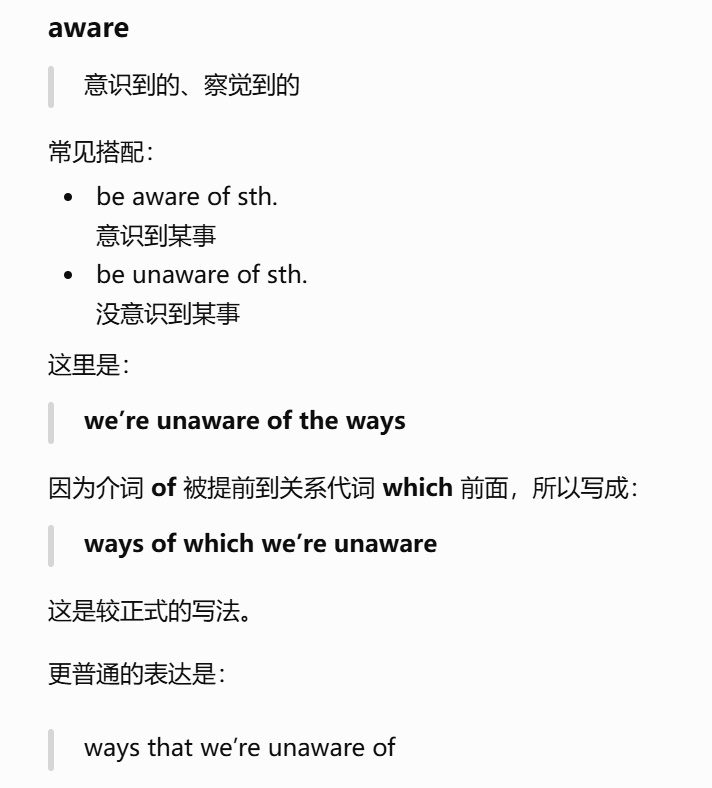 aware
意识到的、察觉到的
常见搭配：
• be aware of sth.
意识到某事
• be unaware of sth.
没意识到某事
这里是：
we’re unaware of the ways
因为介词 of 被提前到关系代词 which 前面，所以写成：
ways of which we’re unaware
这是较正式的写法。
更普通的表达是：
ways that we’re unaware of